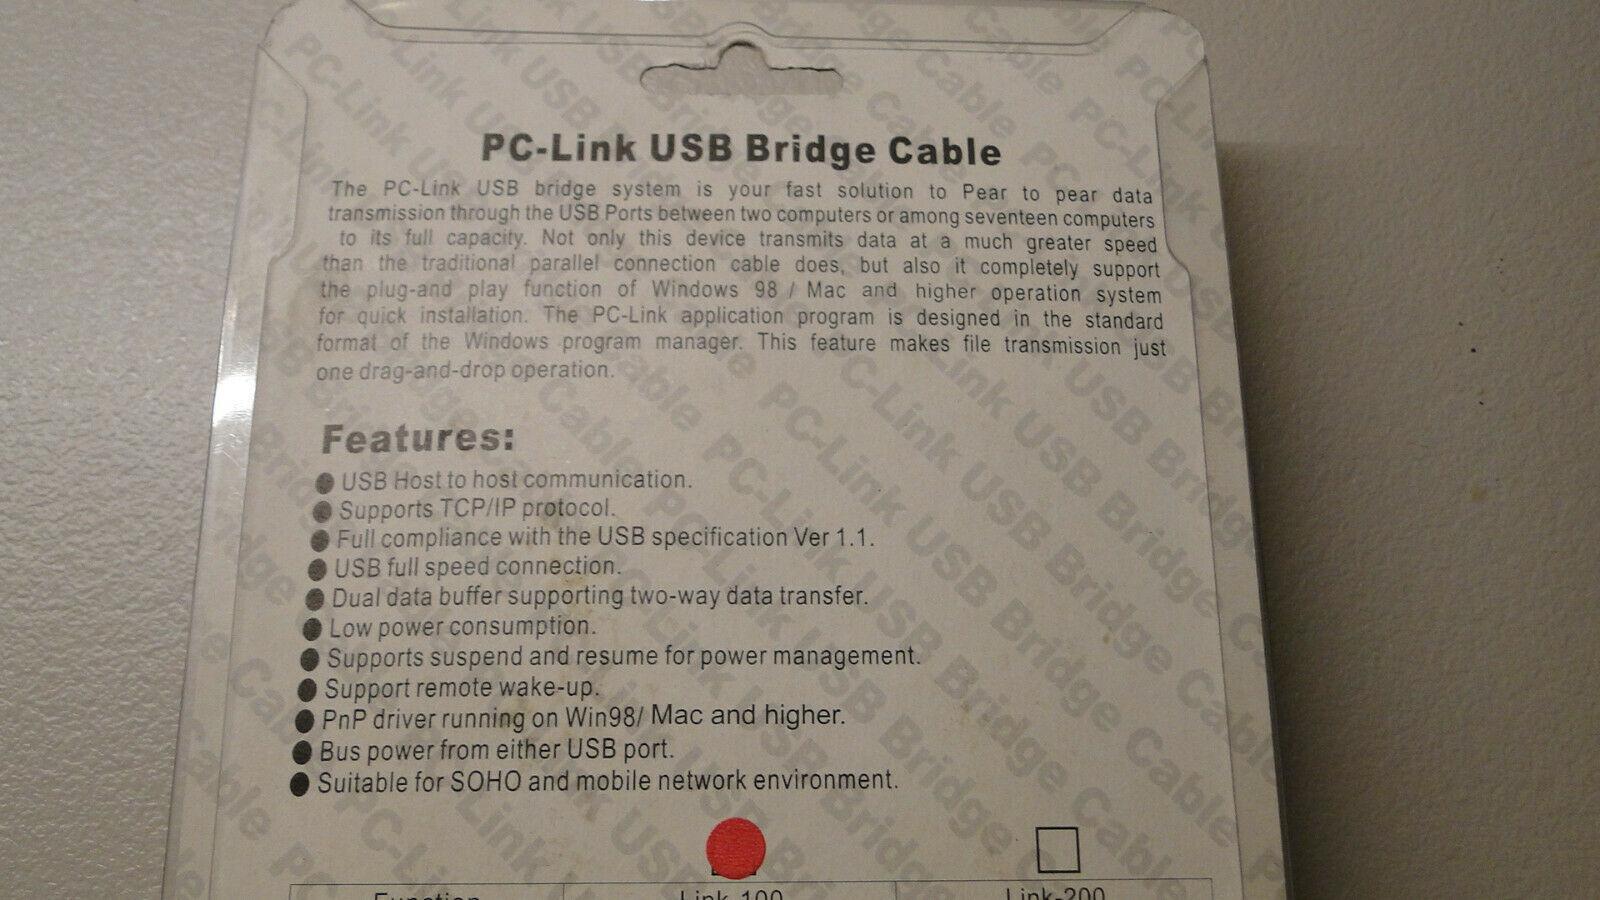 PC-Link USB Bridge Cable
The PC-Link USB bridge system is your fast solution to Pear to pear data
transmission through the USB Ports between two computers or among seventeen computers
to its full capacity. Not only this device transmits data at a much greater speed
than the traditional parallel connection cable does, but also it completely support
the plug-and play function of Windows 98 / Mac and higher operation system
for quick installation. The PC-Link application program is designed in the standard
format of the Windows program manager. This feature makes file transmission just
one drag-and-drop operation.
Features:
● USB Host to host communication.
● Supports TCP/IP protocol.
● Full compliance with the USB specification Ver 1.1.
● USB full speed connection.
● Dual data buffer supporting two-way data transfer.
● Low power consumption.
● Supports suspend and resume for power management.
● Support remote wake-up.
● PnP driver running on Win98/ Mac and higher.
● Bus power from either USB port.
● Suitable for SOHO and mobile network environment.
Function Link-100 Link-200